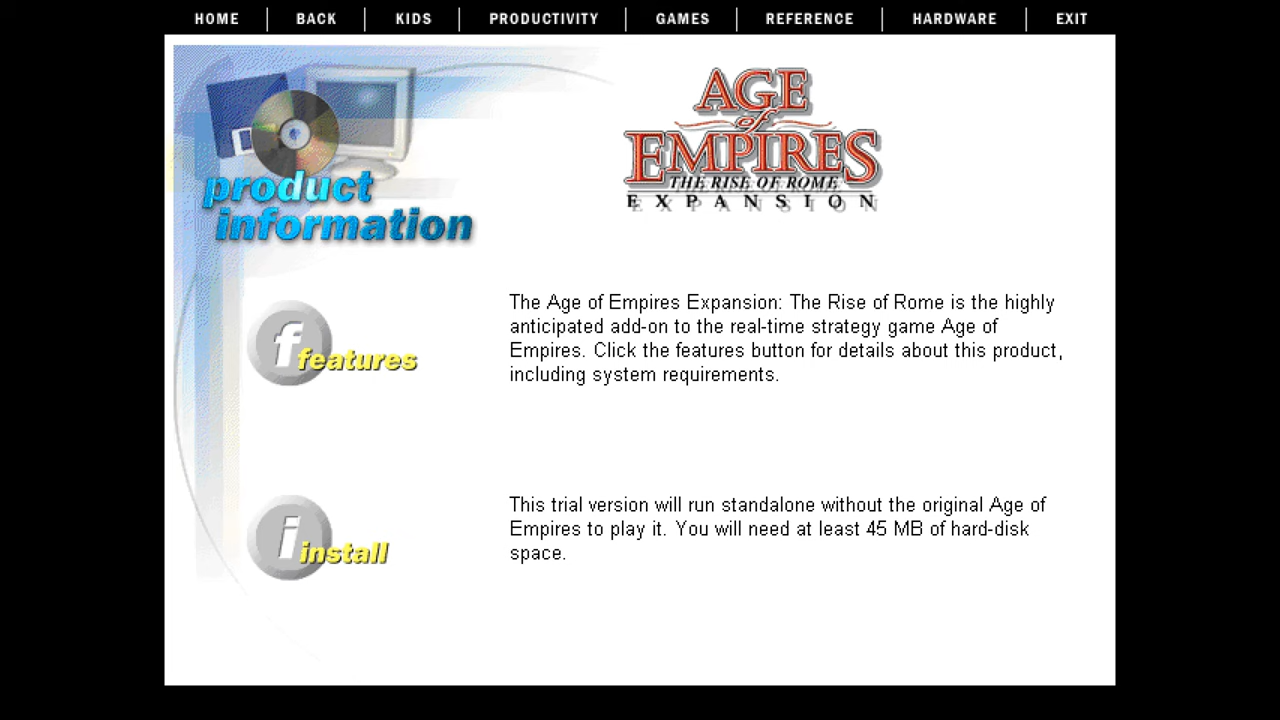 HOME BACK KIDS PRODUCTIVITY GAMES REFERENCE HARDWARE EXIT
AGE
of
EMPIRES
THE RISE OF ROME
EXPANSION
product
information
The Age of Empires Expansion: The Rise of Rome is the highly
anticipated add-on to the real-time strategy game Age of
Empires. Click the features button for details about this product,
including system requirements.
f features
This trial version will run standalone without the original Age of
Empires to play it. You will need at least 45 MB of hard-disk
space.
i install